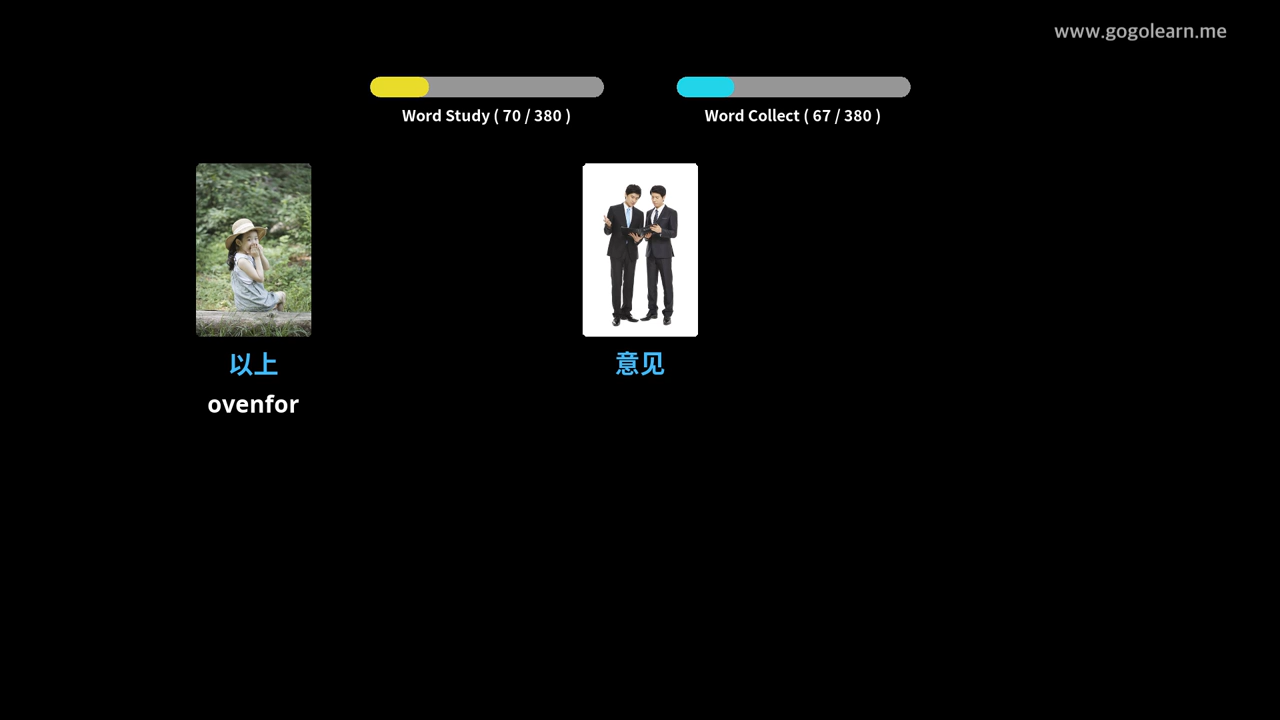 www.gogolearn.me
Word Study ( 70 / 380 )
Word Collect ( 67 / 380 )
以上
意见
ovenfor